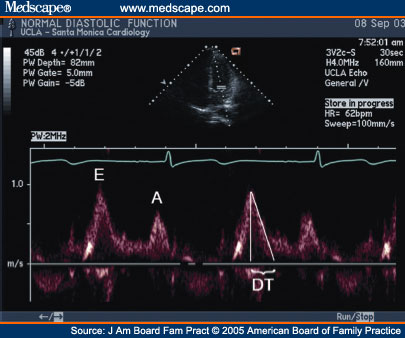 Medscape® www.medscape.com
NORMAL DIASTOLIC FUNCTION 08 Sep 03
UCLA - Santa Monica Cardiology 7:52:01 am
45dB 4 +/+1/1/2 3V2c-S 30sec
PW Depth= 82mm H4.0MHz 160mm
PW Gate= 5.0mm UCLA Echo
PW Gain= -5dB General /V
Store in progress
HR= 62bpm
Sweep=100mm/s
PW:2MHz
E
1.0
A
m/s
DT
←/→ Run/Stop
Source: J Am Board Fam Pract © 2005 American Board of Family Practice